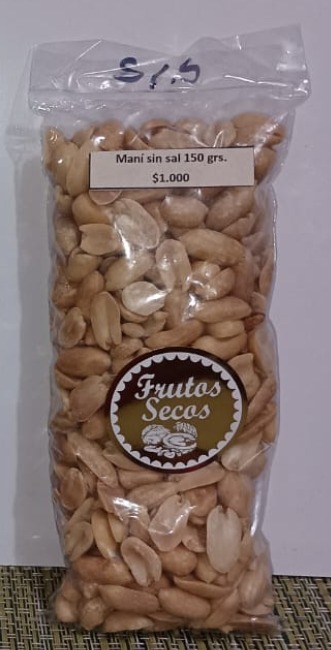 S/S
Maní sin sal 150 grs.
$1.000
Frutos
Secos